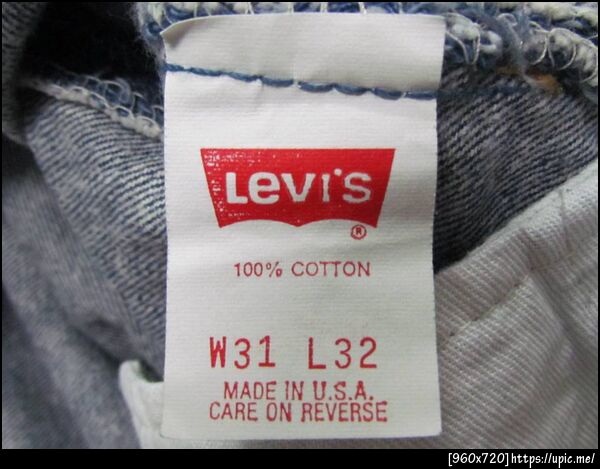 LEVI'S
®
100% COTTON
W31 L32
MADE IN U.S.A.
CARE ON REVERSE
[960x720]https://upic.me/